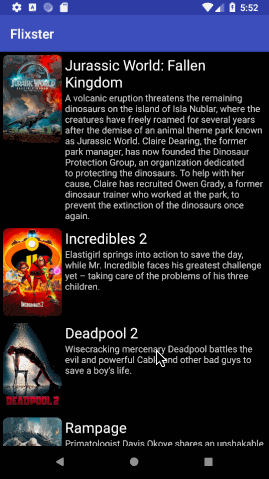 5:52
Flixster
Jurassic World: Fallen
Kingdom
A volcanic eruption threatens the remaining
dinosaurs on the island of Isla Nublar, where the
creatures have freely roamed for several years
after the demise of an animal theme park known
as Jurassic World. Claire Dearing, the former
park manager, has now founded the Dinosaur
Protection Group, an organization dedicated
to protecting the dinosaurs. To help with her
cause, Claire has recruited Owen Grady, a former
dinosaur trainer who worked at the park, to
prevent the extinction of the dinosaurs once
again.
Incredibles 2
Elastigirl springs into action to save the day,
while Mr. Incredible faces his greatest challenge
yet – taking care of the problems of his three
children.
Deadpool 2
Wisecracking mercenary Deadpool battles the
evil and powerful Cable and other bad guys to
save a boy's life.
DEADPOOL 2
Rampage
Primatologist Davis Okoye shares an unshakable